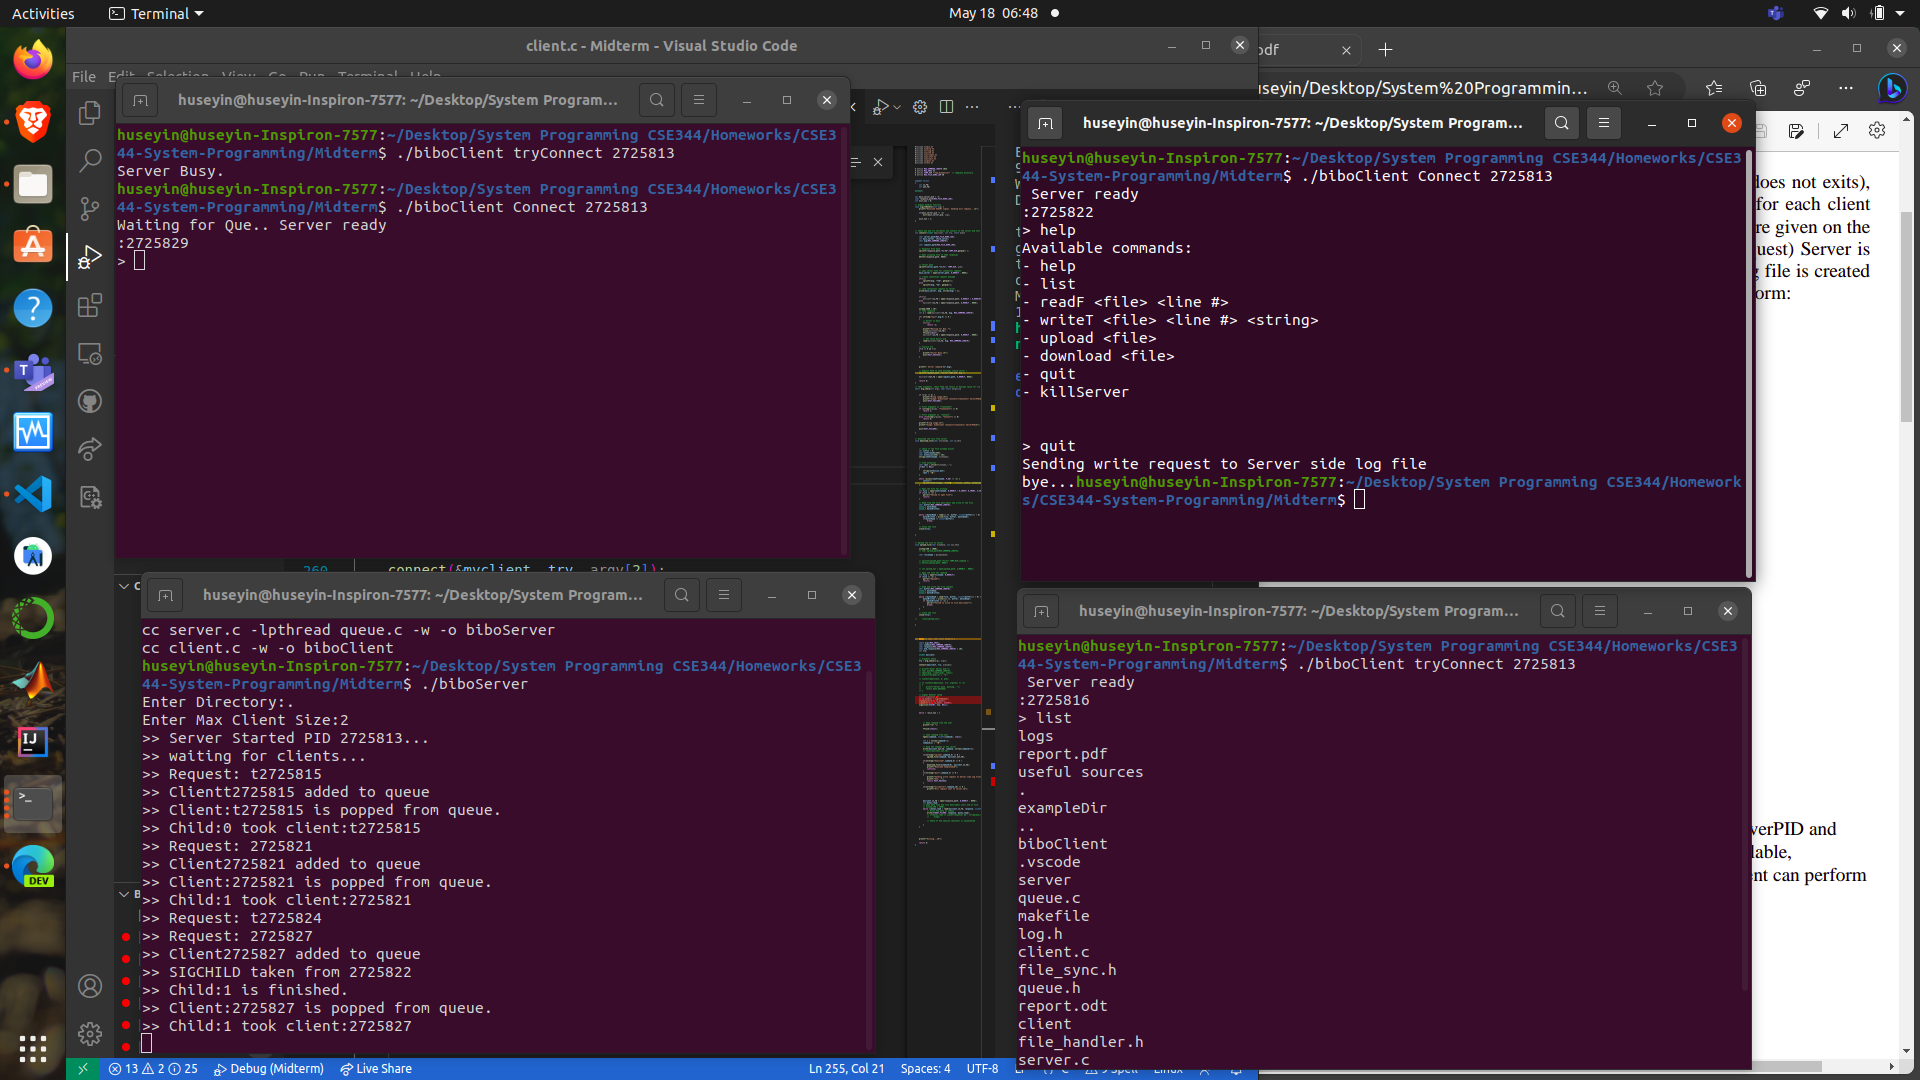 Activities
Terminal
May 18 06:48
client.c - Midterm - Visual Studio Code
File Edit Selection View Go Run Terminal Help
huseyin@huseyin-Inspiron-7577: ~/Desktop/System Program...
huseyin@huseyin-Inspiron-7577:~/Desktop/System Programming CSE344/Homeworks/CSE3
44-System-Programming/Midterm$ ./biboClient tryConnect 2725813
Server Busy.
huseyin@huseyin-Inspiron-7577:~/Desktop/System Programming CSE344/Homeworks/CSE3
44-System-Programming/Midterm$ ./biboClient Connect 2725813
Waiting for Que.. Server ready
:2725829
>
260 connect(&myclient, try, argv[2]);
huseyin@huseyin-Inspiron-7577: ~/Desktop/System Program...
cc server.c -lpthread queue.c -w -o biboServer
cc client.c -w -o biboClient
huseyin@huseyin-Inspiron-7577:~/Desktop/System Programming CSE344/Homeworks/CSE3
44-System-Programming/Midterm$ ./biboServer
Enter Directory:.
Enter Max Client Size:2
>> Server Started PID 2725813...
>> waiting for clients...
>> Request: t2725815
>> Clientt2725815 added to queue
>> Client:t2725815 is popped from queue.
>> Child:0 took client:t2725815
>> Request: 2725821
>> Client2725821 added to queue
>> Client:2725821 is popped from queue.
>> Child:1 took client:2725821
>> Request: t2725824
>> Request: 2725827
>> Client2725827 added to queue
>> SIGCHILD taken from 2725822
>> Child:1 is finished.
>> Client:2725827 is popped from queue.
>> Child:1 took client:2725827
13 2 25 Debug (Midterm) Live Share
Ln 255, Col 21 Spaces: 4 UTF-8
odf
useyin/Desktop/System%20Programmin...
huseyin@huseyin-Inspiron-7577: ~/Desktop/System Program...
huseyin@huseyin-Inspiron-7577:~/Desktop/System Programming CSE344/Homeworks/CSE3
44-System-Programming/Midterm$ ./biboClient Connect 2725813
Server ready
:2725822
> help
Available commands:
- help
- list
- readF <file> <line #>
- writeT <file> <line #> <string>
- upload <file>
- download <file>
- quit
- killServer
> quit
Sending write request to Server side log file
bye...huseyin@huseyin-Inspiron-7577:~/Desktop/System Programming CSE344/Homework
s/CSE344-System-Programming/Midterm$
huseyin@huseyin-Inspiron-7577: ~/Desktop/System Program...
huseyin@huseyin-Inspiron-7577:~/Desktop/System Programming CSE344/Homeworks/CSE3
44-System-Programming/Midterm$ ./biboClient tryConnect 2725813
Server ready
:2725816
> list
logs
report.pdf
useful sources
.
exampleDir
..
biboClient
.vscode
server
queue.c
makefile
log.h
client.c
file_sync.h
queue.h
report.odt
client
file_handler.h
server.c
does not exits),
for each client
re given on the
uest) Server is
file is created
orm:
verPID and
lable,
nt can perform
DEV